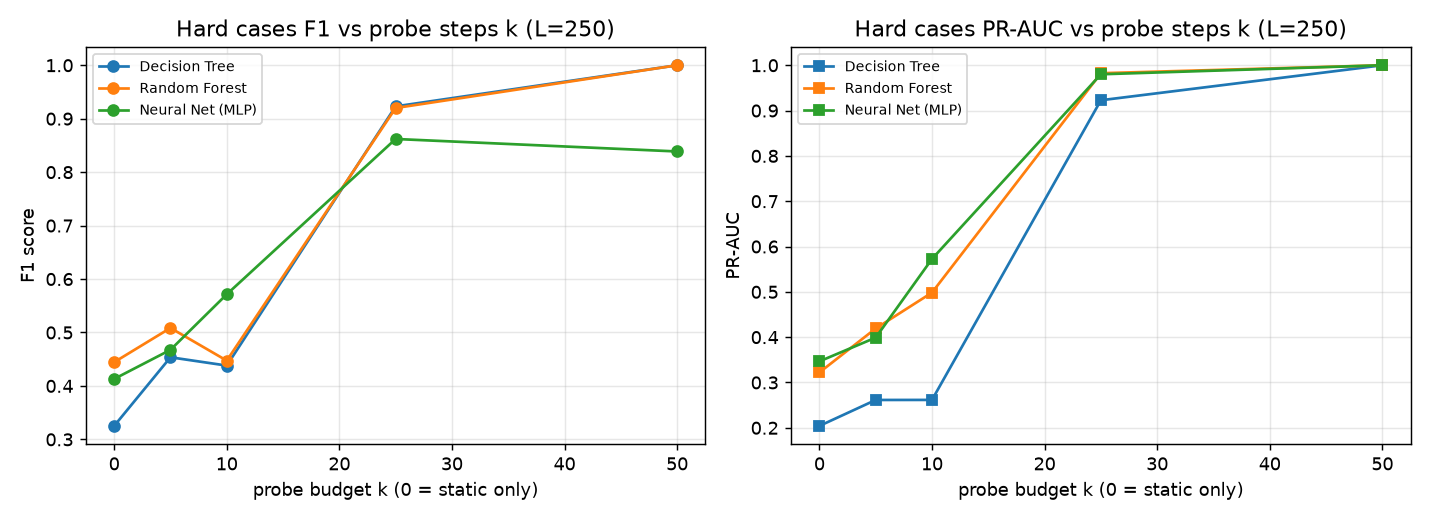 Hard cases F1 vs probe steps k (L=250)
Decision Tree
Random Forest
Neural Net (MLP)
1.0
0.9
0.8
0.7
0.6
0.5
0.4
0.3
F1 score
0
10
20
30
40
50
probe budget k (0 = static only)
Hard cases PR-AUC vs probe steps k (L=250)
Decision Tree
Random Forest
Neural Net (MLP)
1.0
0.9
0.8
0.7
0.6
0.5
0.4
0.3
0.2
PR-AUC
0
10
20
30
40
50
probe budget k (0 = static only)